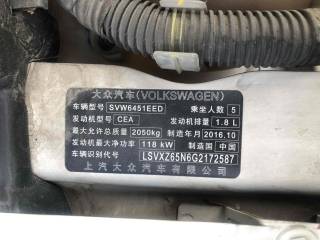 大众汽车(VOLKSWAGEN)
车辆型号 SVW6451EED 乘坐人数 5
发动机型号 CEA 发动机排量 1.8 L
最大允许总质量 2050kg 制造年月 2016.10
发动机最大净功率 118 kW 制造国 中国
车辆识别代号 LSVXZ65N6G2172587
上汽大众汽车有限公司